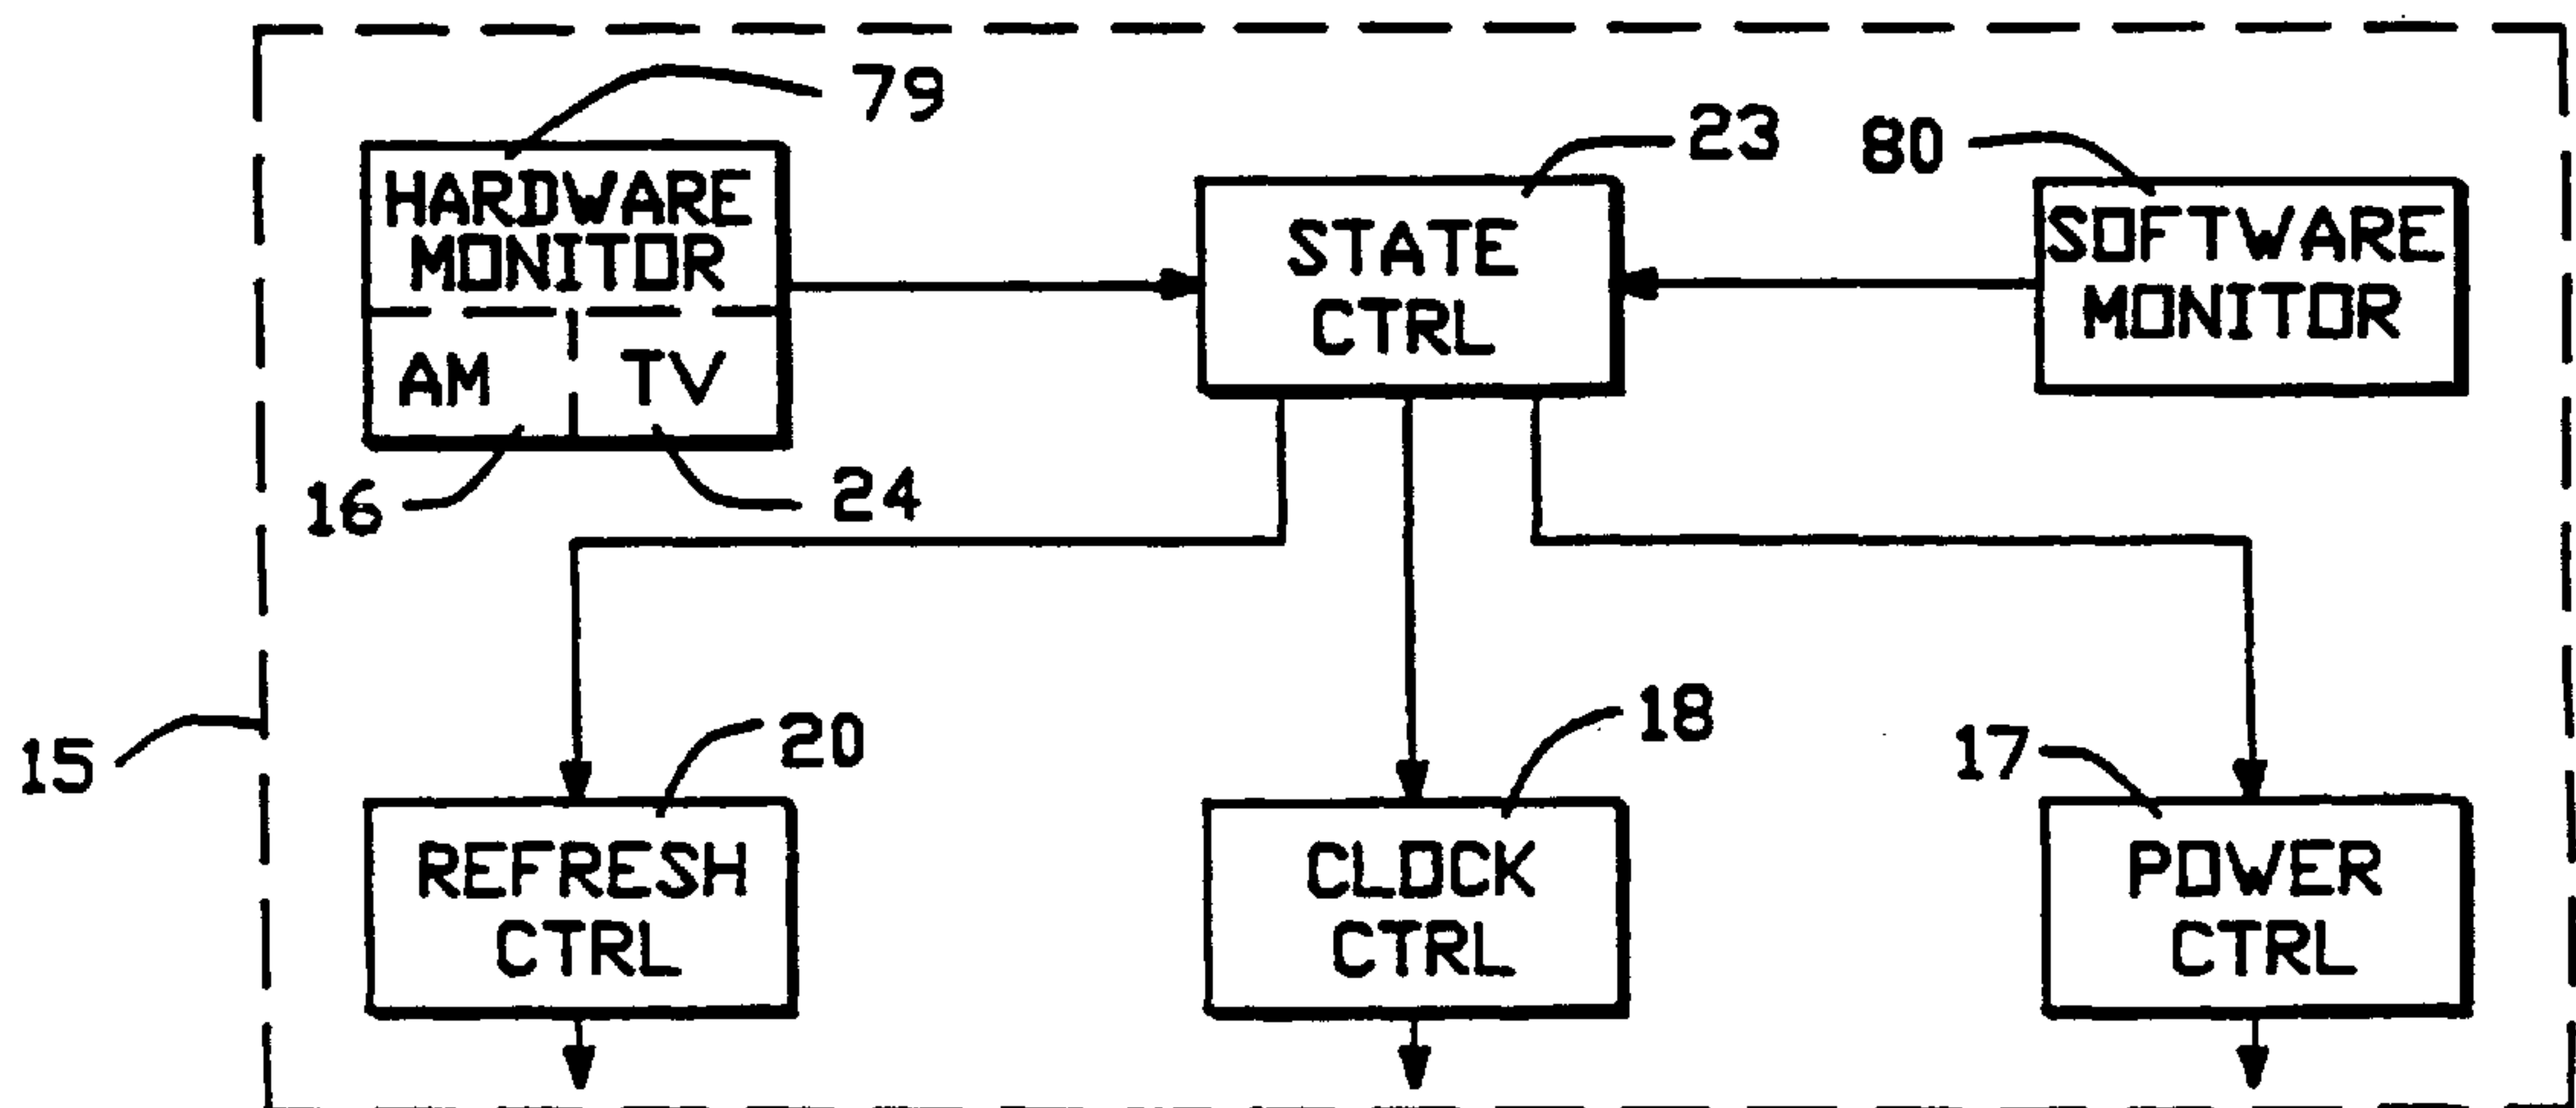 79
HARDWARE
MONITOR
AM
TV
16
24
23
STATE
CTRL
80
SOFTWARE
MONITOR
15
20
REFRESH
CTRL
18
CLOCK
CTRL
17
POWER
CTRL